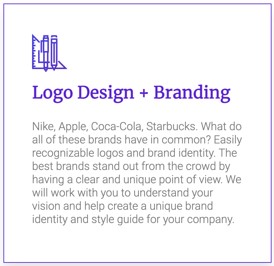 Logo Design + Branding
Nike, Apple, Coca-Cola, Starbucks. What do
all of these brands have in common? Easily
recognizable logos and brand identity. The
best brands stand out from the crowd by
having a clear and unique point of view. We
will work with you to understand your
vision and help create a unique brand
identity and style guide for your company.